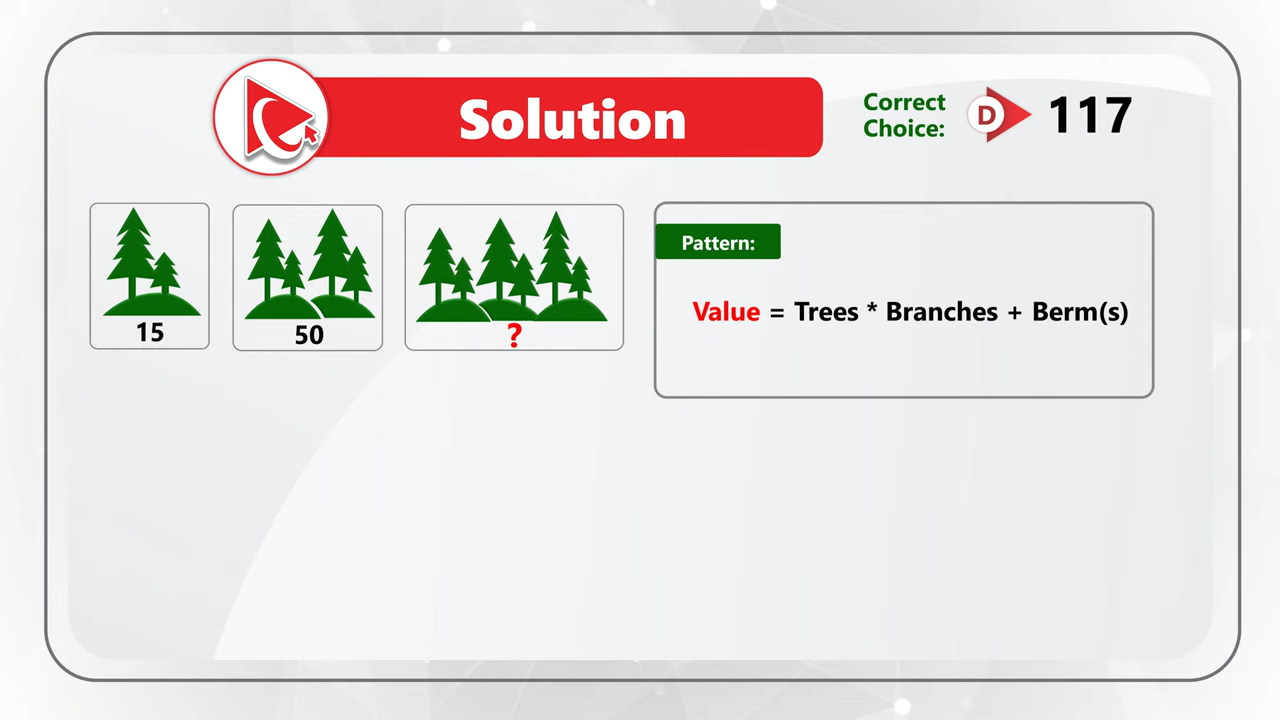 Solution
Correct
Choice:
D
117
15
50
?
Pattern:
Value = Trees * Branches + Berm(s)